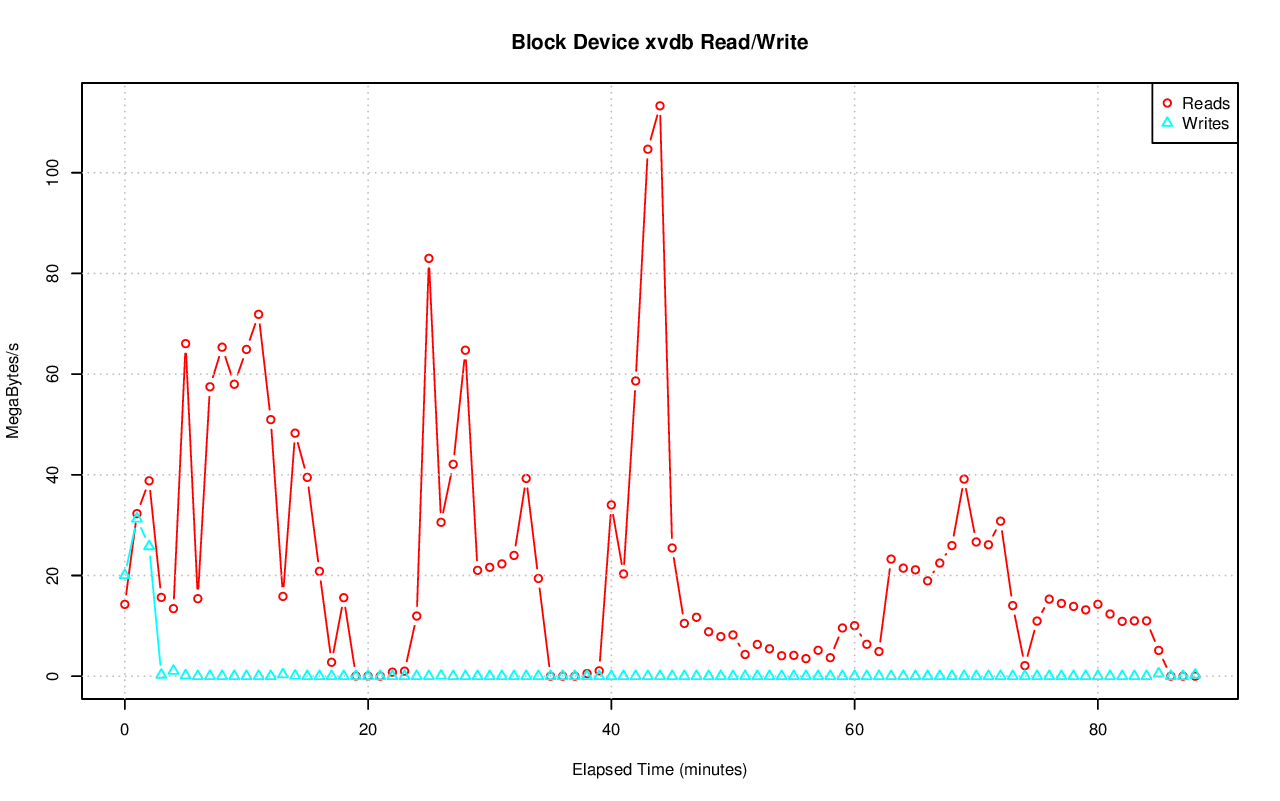 Block Device xvdb Read/Write
Reads
Writes
MegaBytes/s
100
80
60
40
20
0
0 20 40 60 80
Elapsed Time (minutes)